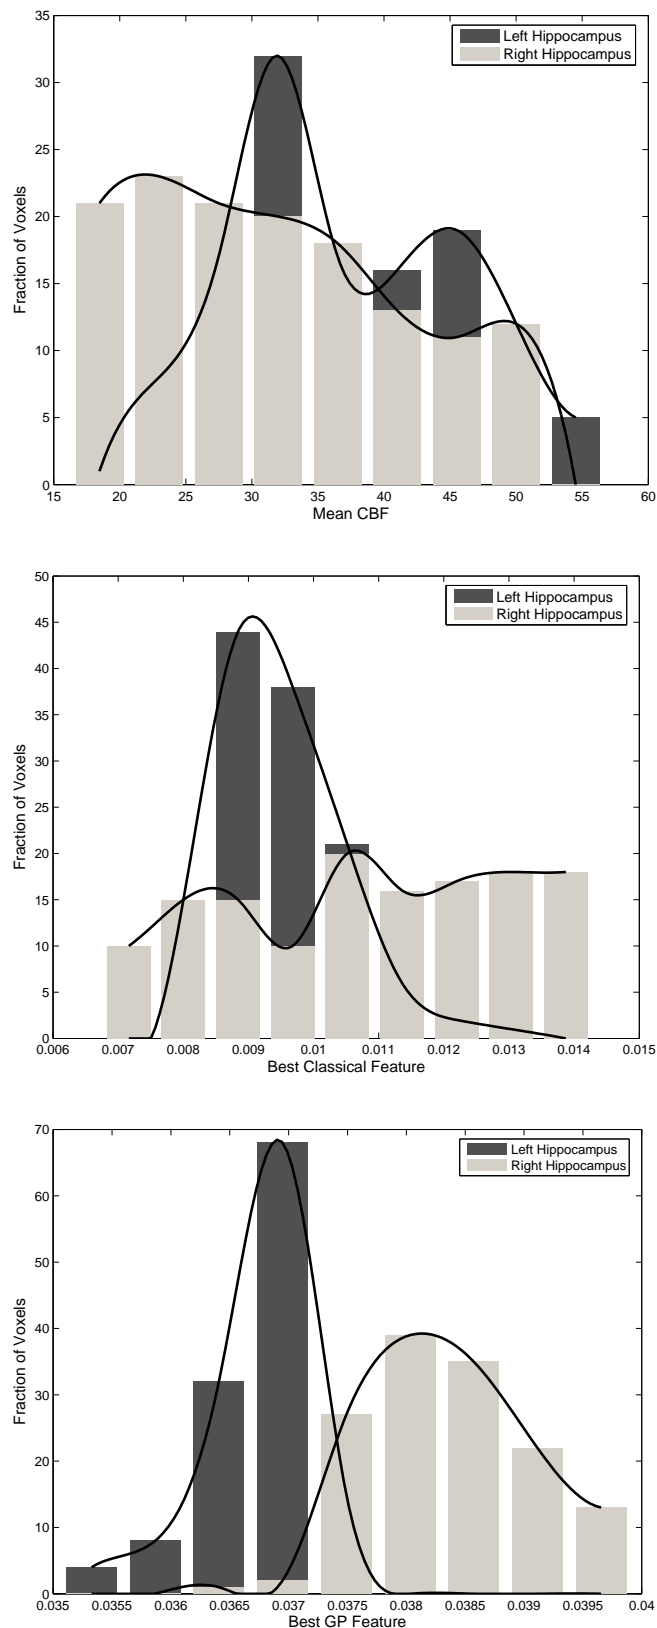 35
30
25
20
15
10
5
0
Fraction of Voxels
Left Hippocampus
Right Hippocampus
15 20 25 30 35 40 45 50 55 60
Mean CBF
50
45
40
35
30
25
20
15
10
5
0
Fraction of Voxels
Left Hippocampus
Right Hippocampus
0.006 0.007 0.008 0.009 0.01 0.011 0.012 0.013 0.014 0.015
Best Classical Feature
70
60
50
40
30
20
10
0
Fraction of Voxels
Left Hippocampus
Right Hippocampus
0.035 0.0355 0.036 0.0365 0.037 0.0375 0.038 0.0385 0.039 0.0395 0.04
Best GP Feature